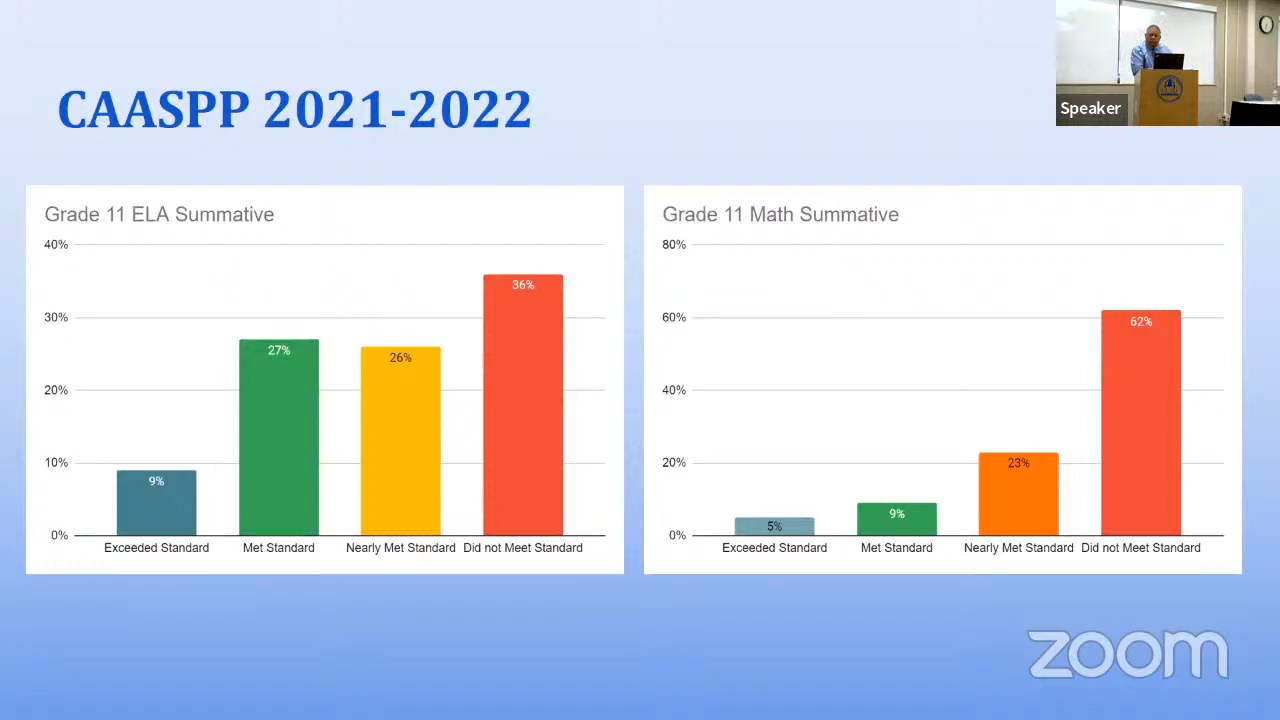 CAASPP 2021-2022
Speaker
Grade 11 ELA Summative
40%
30%
20%
10%
0%
9%
27%
26%
36%
Exceeded Standard Met Standard Nearly Met Standard Did not Meet Standard
Grade 11 Math Summative
80%
60%
40%
20%
0%
5%
9%
23%
62%
Exceeded Standard Met Standard Nearly Met Standard Did not Meet Standard
zoom